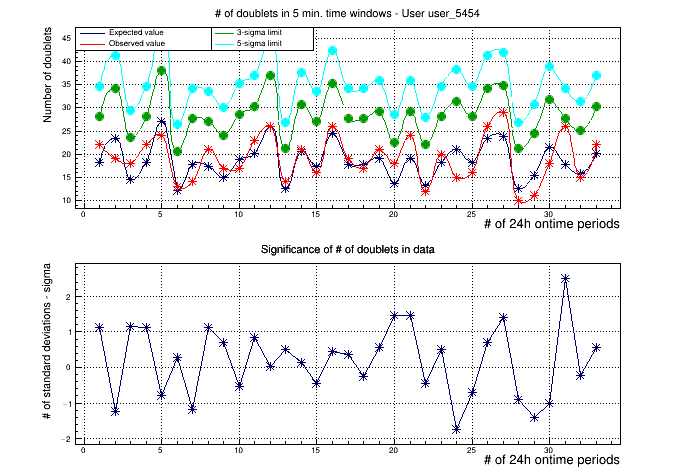 # of doublets in 5 min. time windows - User user_5454
Expected value
Observed value
3-sigma limit
5-sigma limit
Number of doublets
45
40
35
30
25
20
15
10
0 5 10 15 20 25 30
# of 24h ontime periods
Significance of # of doublets in data
# of standard deviations - sigma
2
1
0
−1
−2
0 5 10 15 20 25 30
# of 24h ontime periods